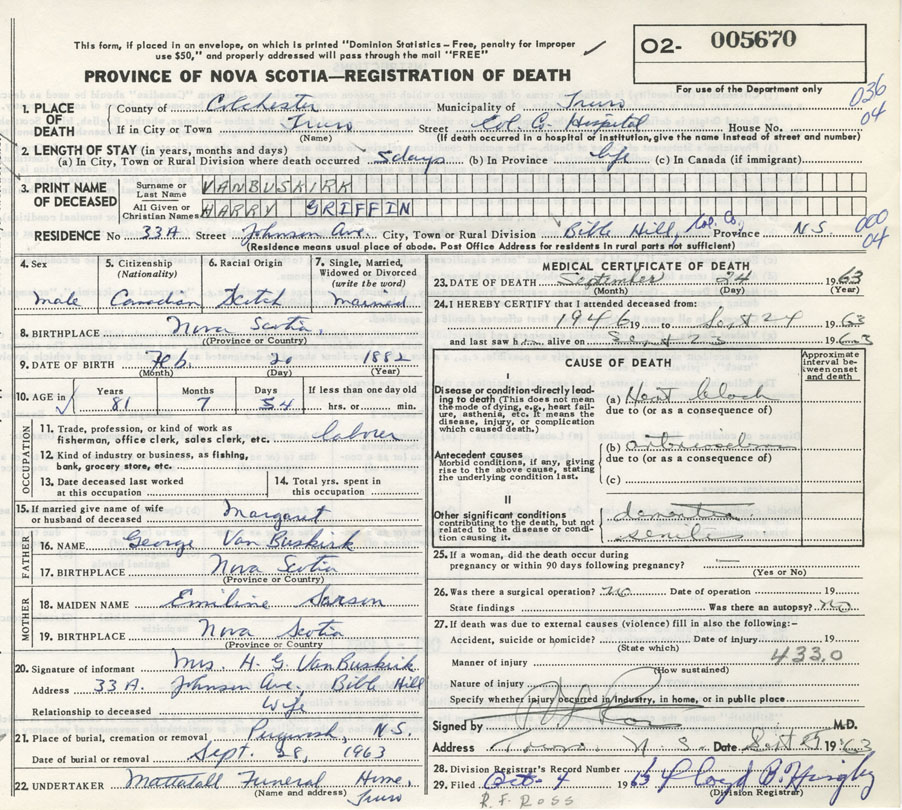 This form, if placed in an envelope, on which is printed "Dominion Statistics – Free, penalty for improper
use $50," and properly addressed will pass through the mail "FREE" ✓
O2- 005670
For use of the Department only
PROVINCE OF NOVA SCOTIA—REGISTRATION OF DEATH
036
04
1. PLACE OF DEATH County of Colchester Municipality of Truro
If in City or Town Truro (Name) Street Col. Co. Hospital House No.
(If death occurred in a hospital of institution, give the name instead of street and number)
2. LENGTH OF STAY (in years, months and days)
(a) In City, Town or Rural Division where death occurred 5 days (b) In Province life (c) In Canada (if immigrant)
3. PRINT NAME OF DECEASED Surname or Last Name VANBUSKIRK
All Given or Christian Names HARRY GRIFFIN
RESIDENCE No 33A Street Johnson Ave. City, Town or Rural Division Bible Hill, Col. Co. Province N.S.
000
04
(Residence means usual place of abode. Post Office Address for residents in rural parts not sufficient)
4. Sex male
5. Citizenship (Nationality) Canadian
6. Racial Origin Scotch
7. Single, Married, Widowed or Divorced (write the word) married
8. BIRTHPLACE Nova Scotia, (Province or Country)
9. DATE OF BIRTH Feb. 20 1882
(Month) (Day) (Year)
10. AGE in Years 81 Months 7 Days 4 If less than one day old hrs. or min.
OCCUPATION
11. Trade, profession, or kind of work as fisherman, office clerk, sales clerk, etc. laborer
12. Kind of industry or business, as fishing, bank, grocery store, etc.
13. Date deceased last worked at this occupation
14. Total yrs. spent in this occupation
15. If married give name of wife or husband of deceased Margaret
FATHER
16. NAME George Van Buskirk
17. BIRTHPLACE Nova Scotia
(Province or Country)
MOTHER
18. MAIDEN NAME Emiline
19. BIRTHPLACE Nova Scotia
(Province or Country)
20. Signature of informant Mrs. H. G. VanBuskirk
Address 33A. Johnson Ave., Bible Hill
Relationship to deceased Wife
21. Place of burial, cremation or removal Pugwash, N.S.
Date of burial or removal Sept. 28, 1963
22. UNDERTAKER Mattatall Funeral Home,
(Name and address) Truro
MEDICAL CERTIFICATE OF DEATH
23. DATE OF DEATH September 24 1963
(Month) (Day) (Year)
24. I HEREBY CERTIFY that I attended deceased from:
1946 19 to Sept 24 1963
and last saw him alive on Sept 23 1963
CAUSE OF DEATH
Approximate interval between onset and death
I
Disease or condition directly leading to death (This does not mean the mode of dying, e.g., heart failure, asthenia, etc. It means the disease, injury, or complication which caused death.)
(a) Heart block
due to (or as a consequence of)
Antecedent causes
Morbid conditions, if any, giving rise to the above cause, stating the underlying condition last.
(b)
due to (or as a consequence of)
(c)
II
Other significant conditions
contributing to the death, but not related to the disease or condition causing it.
dementia
senile
25. If a woman, did the death occur during pregnancy or within 90 days following pregnancy?
(Yes or No)
26. Was there a surgical operation? no Date of operation 19
State findings Was there an autopsy? No
27. If death was due to external causes (violence) fill in also the following:–
Accident, suicide or homicide? Date of injury 19
(State which)
433.0
Manner of injury
(How sustained)
Nature of injury
Specify whether injury occurred in industry, in home, or in public place
Signed by Ross M.D.
Address Truro N.S. Date Sept 25 1963
28. Division Registrar's Record Number
29. Filed Oct. 4 1963
(Division Registrar)
R.F. ROSS